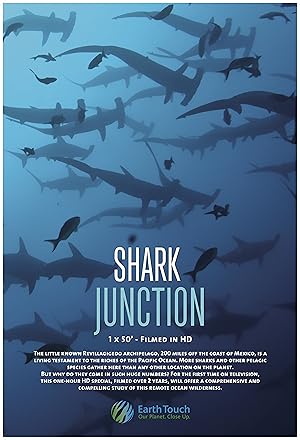 SHARK
JUNCTION
1 x 50' - Filmed in HD
The little known Revillagigedo archipelago, 200 miles off the coast of Mexico, is a
living testament to the riches of the Pacific Ocean. More sharks and other pelagic
species gather here than any other location on the planet.
But why do they come in such huge numbers? For the first time on television,
this one-hour HD special, filmed over 2 years, will offer a comprehensive and
compelling study of this remote ocean wilderness.
Earth Touch
Our Planet. Close Up.